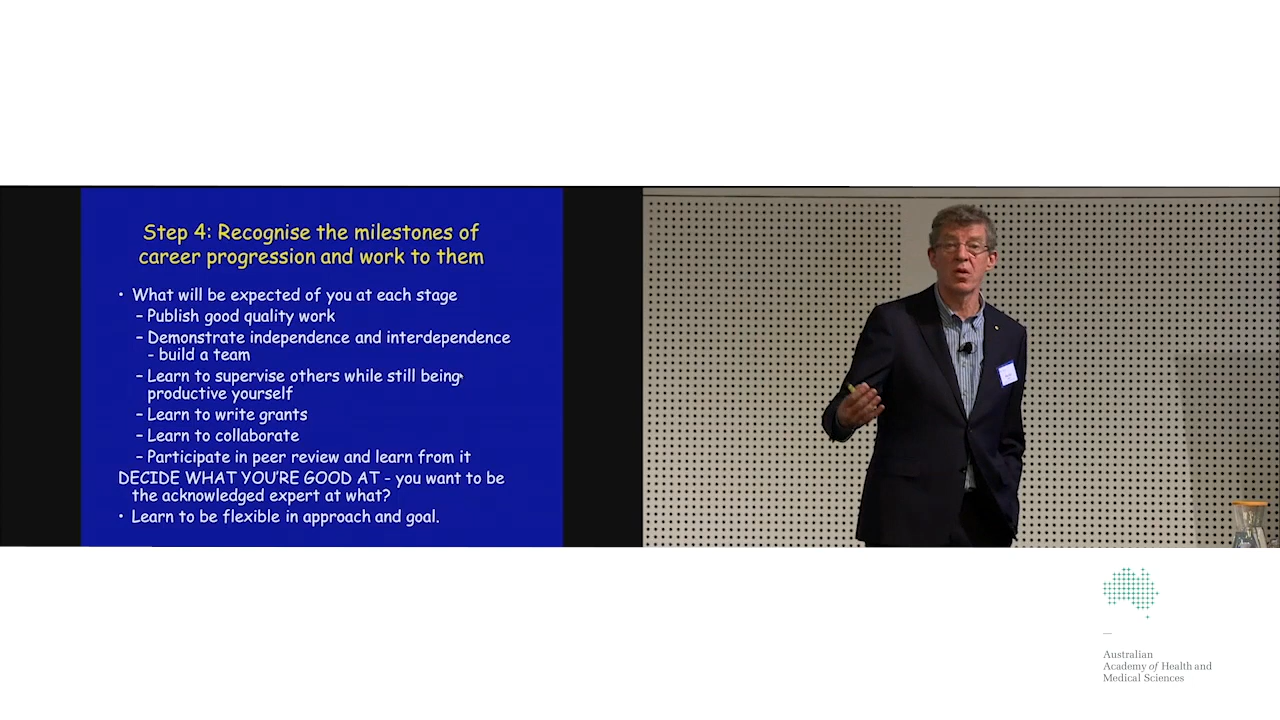 Step 4: Recognise the milestones of
career progression and work to them
• What will be expected of you at each stage
– Publish good quality work
– Demonstrate independence and interdependence
- build a team
– Learn to supervise others while still being
productive yourself
– Learn to write grants
– Learn to collaborate
– Participate in peer review and learn from it
DECIDE WHAT YOU'RE GOOD AT - you want to be
the acknowledged expert at what?
• Learn to be flexible in approach and goal.
Australian
Academy of Health and
Medical Sciences